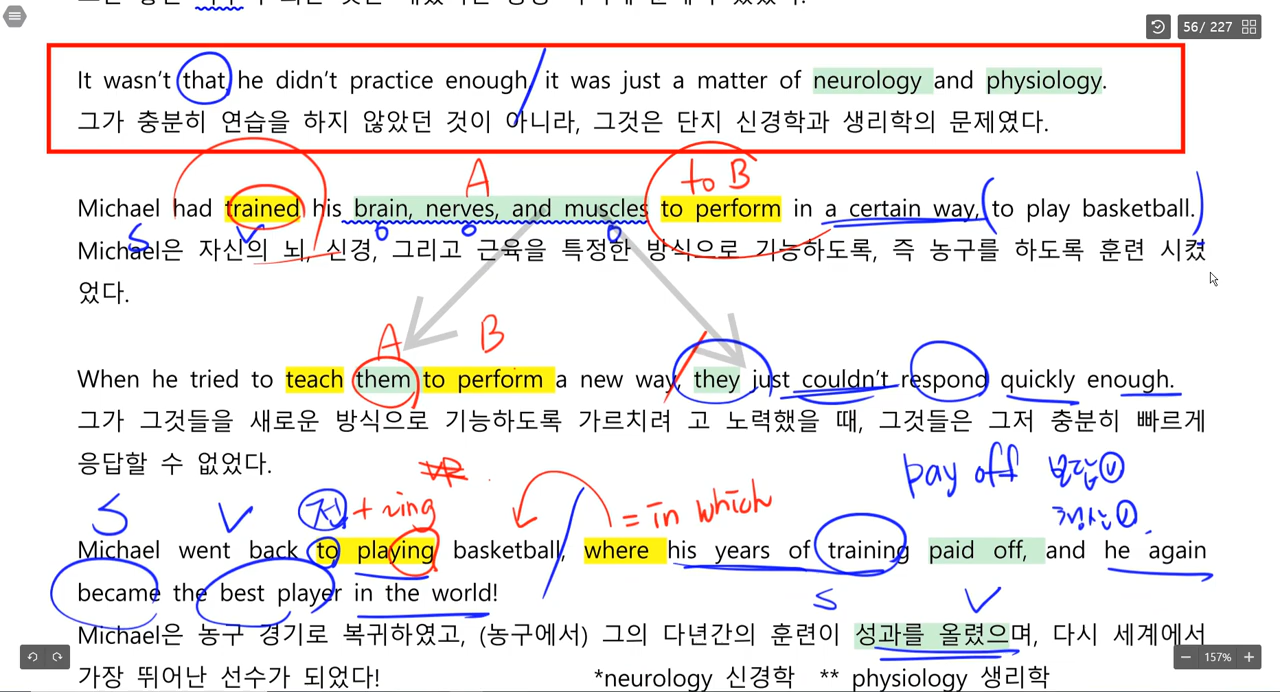 56/ 227
It wasn't that he didn't practice enough, it was just a matter of neurology and physiology.
그가 충분히 연습을 하지 않았던 것이 아니라, 그것은 단지 신경학과 생리학의 문제였다.
A to B
Michael had trained his brain, nerves, and muscles to perform in a certain way, (to play basketball.)
S V O O O
Michael은 자신의 뇌, 신경, 그리고 근육을 특정한 방식으로 기능하도록, 즉 농구를 하도록 훈련 시켰
었다.
A B
When he tried to teach them to perform a new way, they just couldn't respond quickly enough.
그가 그것들을 새로운 방식으로 기능하도록 가르치려 고 노력했을 때, 그것들은 그저 충분히 빠르게
응답할 수 없었다.
pay off 보답
S V 전 + ing = in which
Michael went back to playing basketball, where his years of training paid off, and he again
became the best player in the world!
S V
Michael은 농구 경기로 복귀하였고, (농구에서) 그의 다년간의 훈련이 성과를 올렸으며, 다시 세계에서
가장 뛰어난 선수가 되었다! *neurology 신경학 ** physiology 생리학
157%